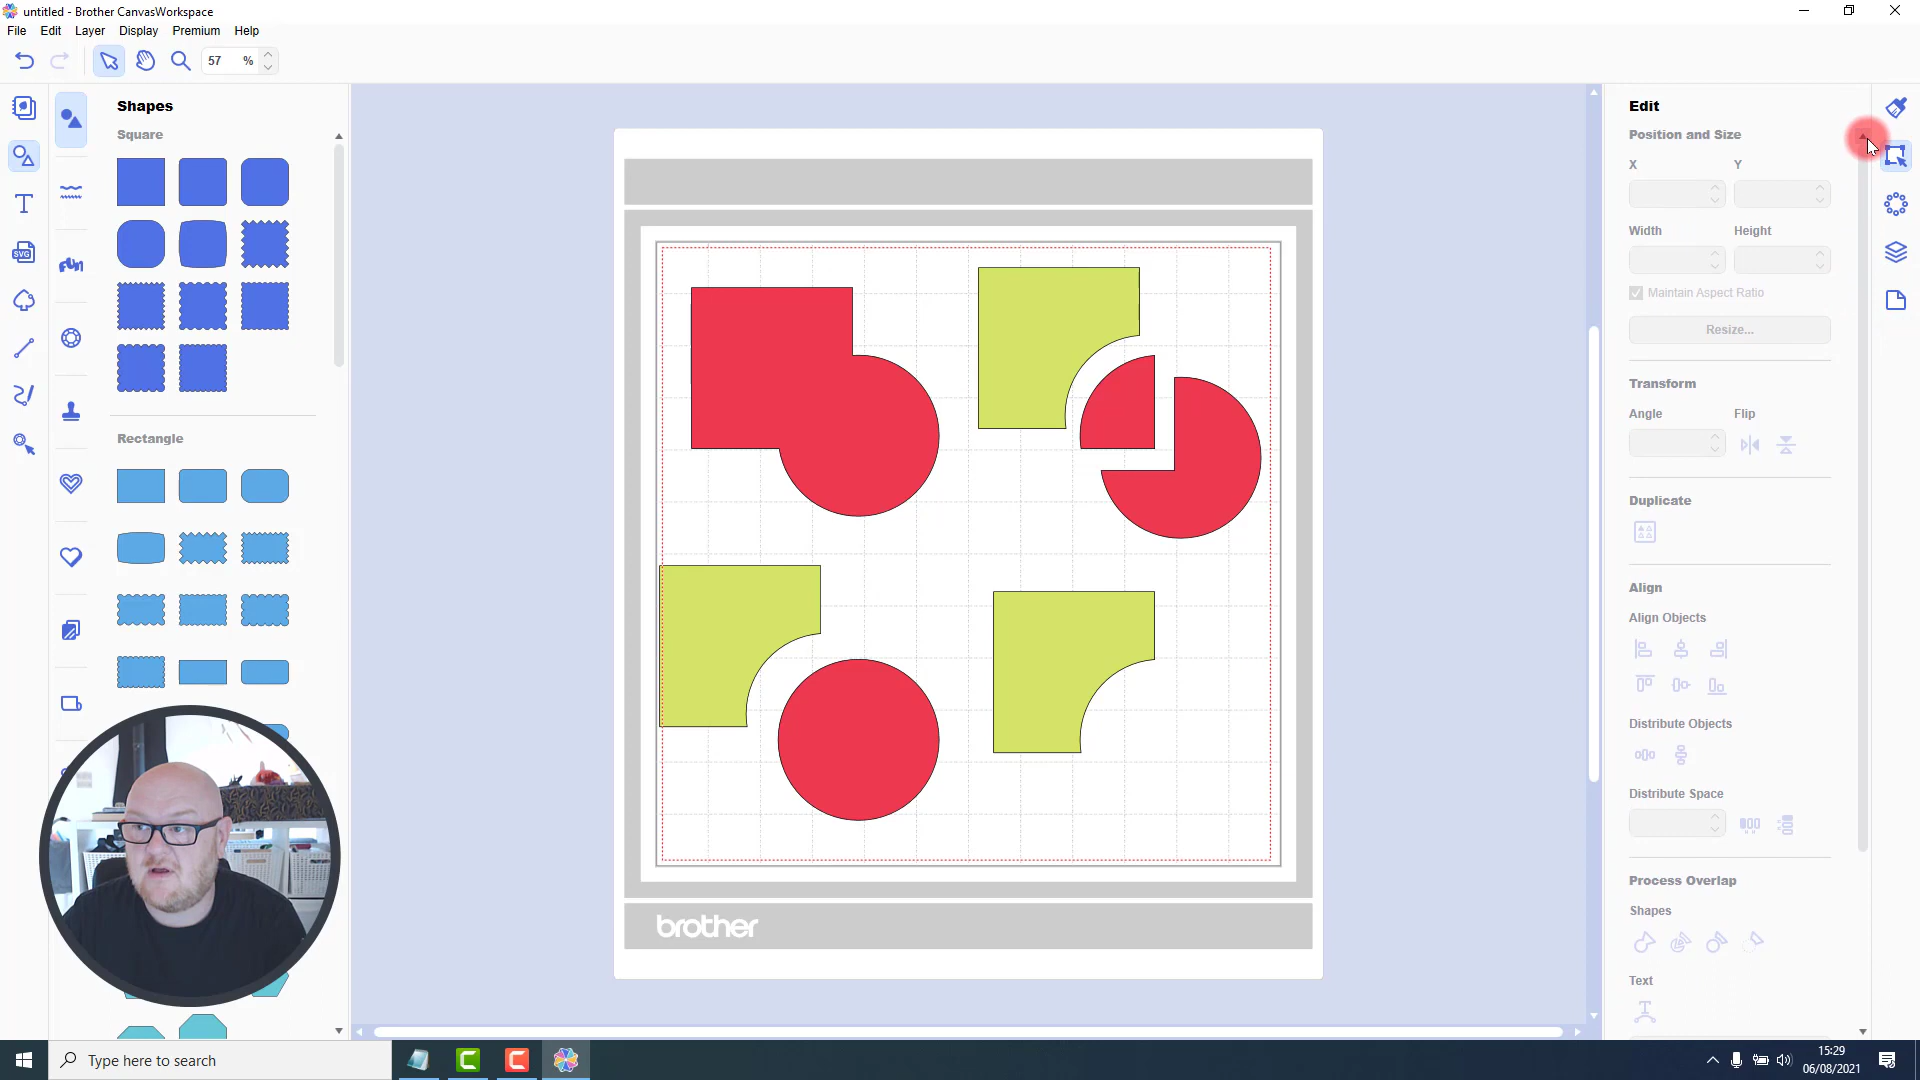 untitled - Brother CanvasWorkspace
File Edit Layer Display Premium Help
57 %
Shapes
Square
Rectangle
T
SVG
FUN
brother
Edit
Position and Size
X Y
Width Height
Maintain Aspect Ratio
Resize...
Transform
Angle Flip
Duplicate
Align
Align Objects
Distribute Objects
Distribute Space
Process Overlap
Shapes
Text
Type here to search
15:29
06/08/2021